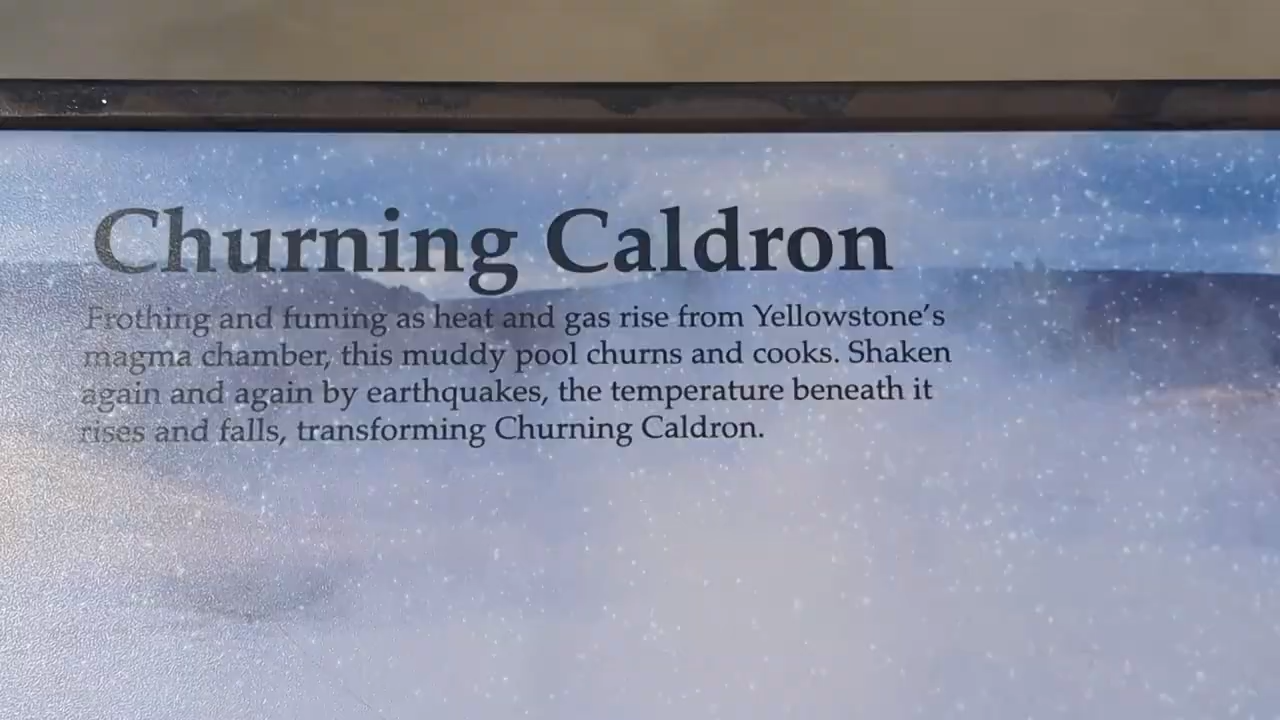 Churning Caldron
Frothing and fuming as heat and gas rise from Yellowstone's
magma chamber, this muddy pool churns and cooks. Shaken
again and again by earthquakes, the temperature beneath it
rises and falls, transforming Churning Caldron.